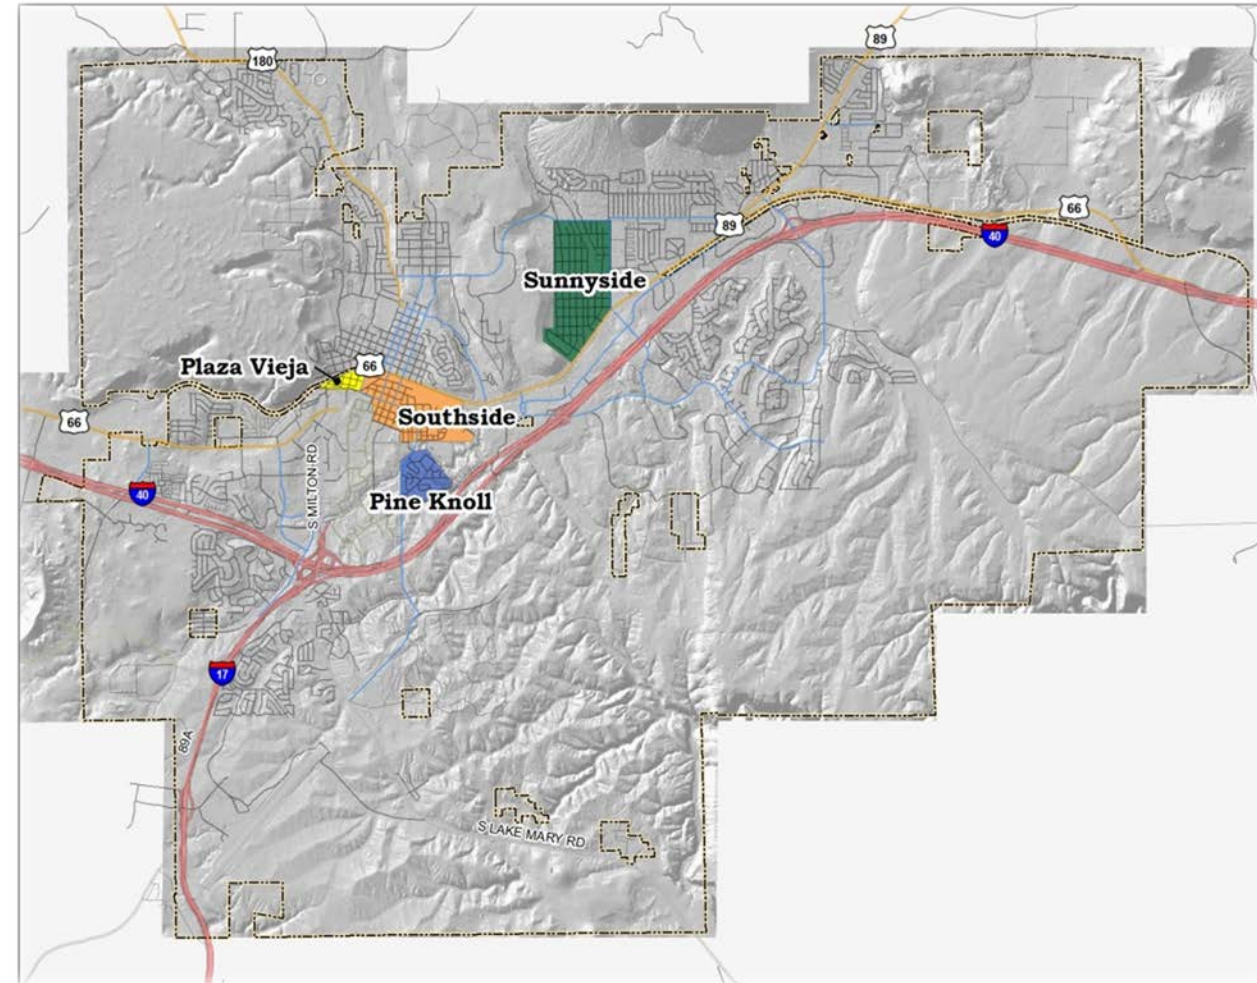 89
180
66
89
40
Sunnyside
Plaza Vieja
66
Southside
66
S MILTON RD
40
Pine Knoll
17
89A
S LAKE MARY RD